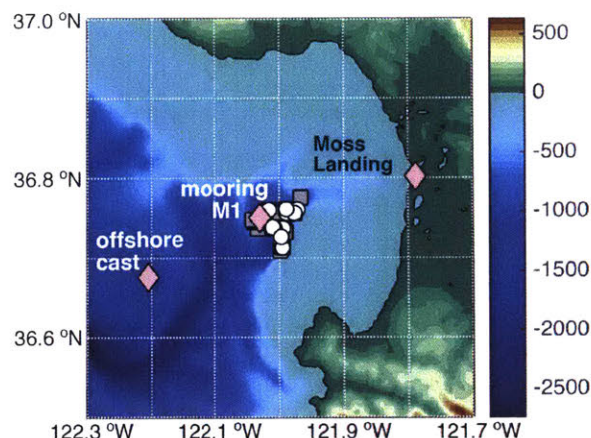 37.0 °N
36.8 °N
36.6 °N
Moss
Landing
mooring
M1
offshore
cast
122.3 °W
122.1 °W
121.9 °W
121.7 °W
500
0
-500
-1000
-1500
-2000
-2500